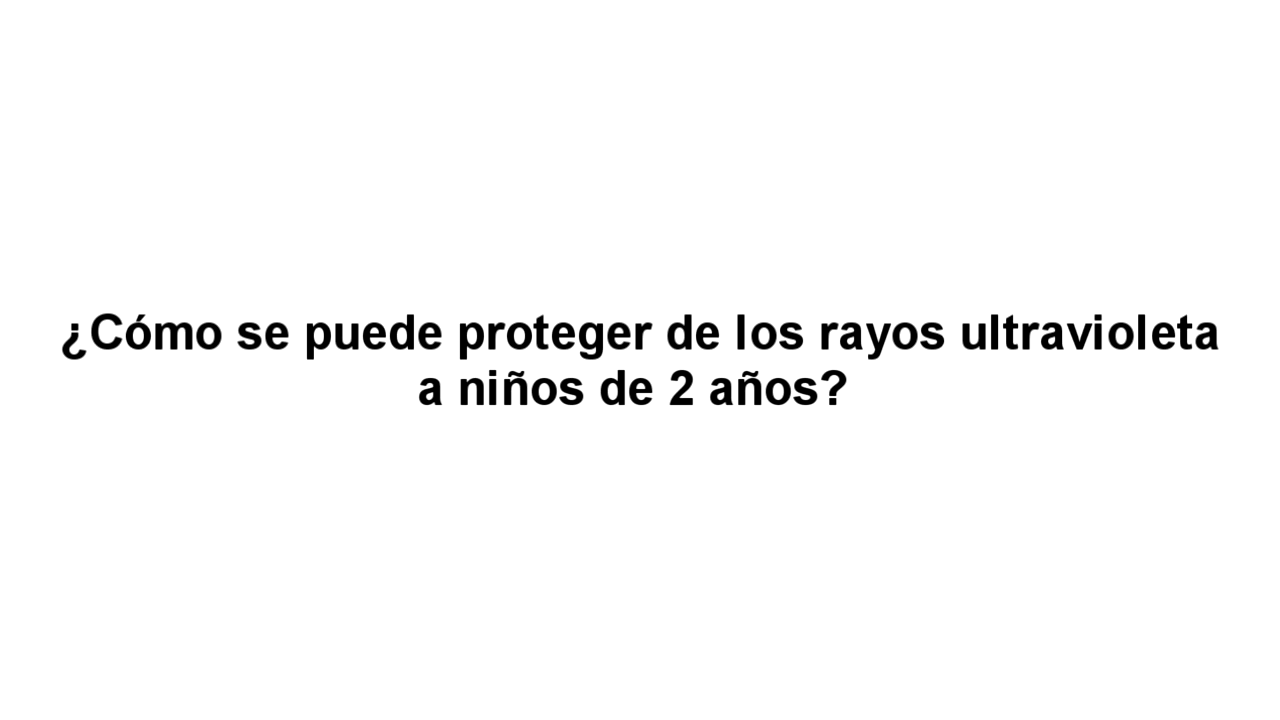 ¿Cómo se puede proteger de los rayos ultravioleta
a niños de 2 años?